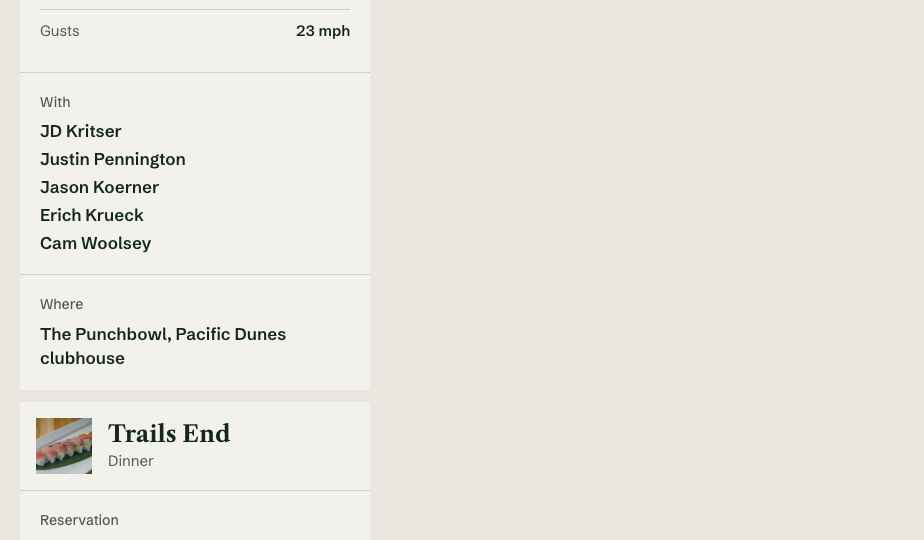 Gusts 23 mph
With
JD Kritser
Justin Pennington
Jason Koerner
Erich Krueck
Cam Woolsey
Where
The Punchbowl, Pacific Dunes
clubhouse
Trails End
Dinner
Reservation